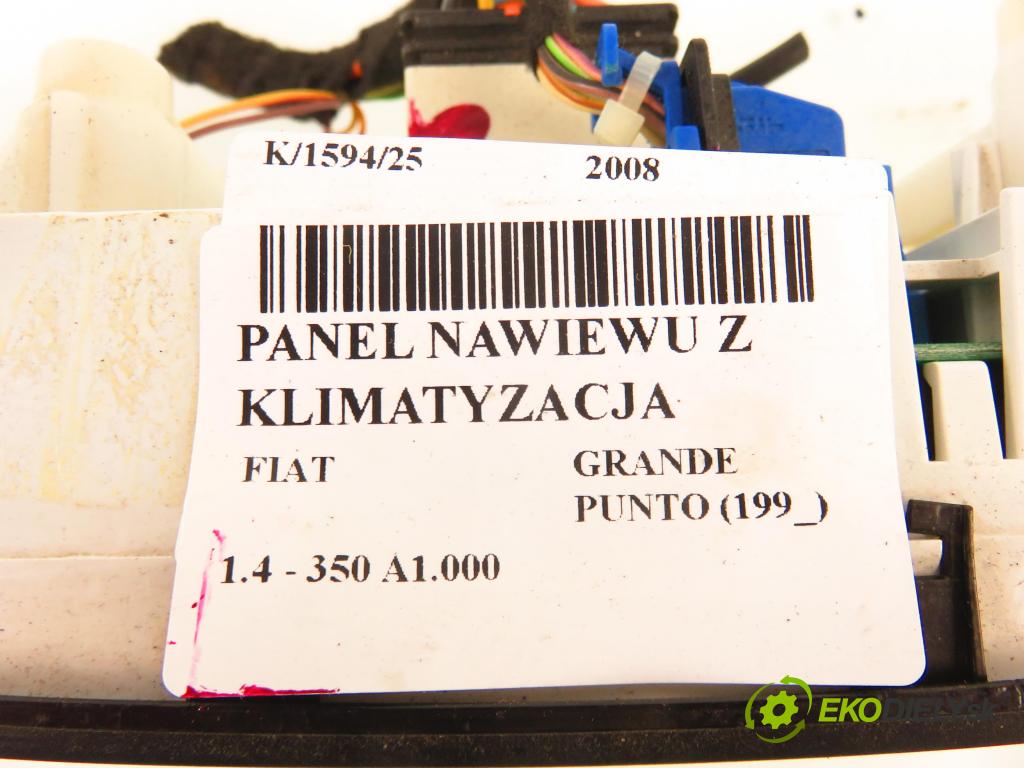 K/1594/25 2008
PANEL NAWIEWU Z
KLIMATYZACJA
FIAT GRANDE
PUNTO (199_)
1.4 - 350 A1.000
EKODIELY.sk